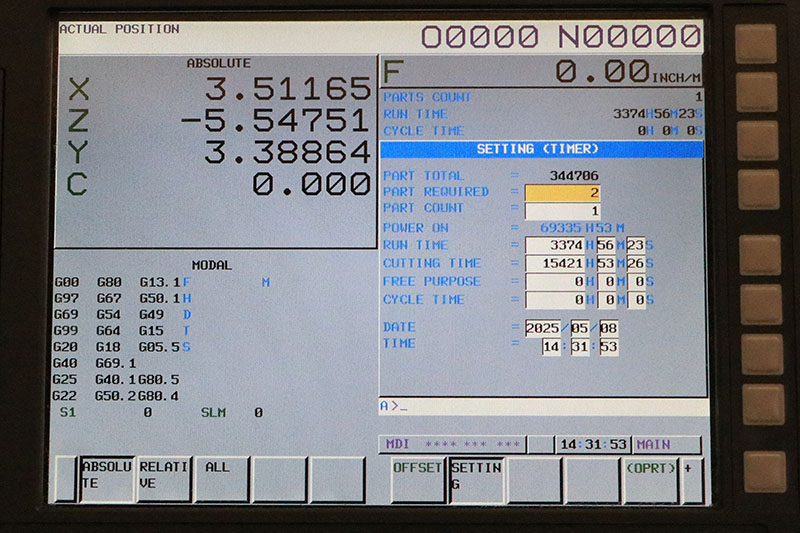 ACTUAL POSITION
O0000 N00000
ABSOLUTE
X 3.51165
Z -5.54751
Y 3.38864
C 0.000
F 0.00 INCH/M
PARTS COUNT 1
RUN TIME 3374H56M23S
CYCLE TIME 0H 0M 0S
SETTING (TIMER)
PART TOTAL = 344706
PART REQUIRED = 2
PART COUNT = 1
POWER ON = 69335 H 53 M
RUN TIME = 3374 H 56 M 23 S
CUTTING TIME = 15421 H 53 M 26 S
FREE PURPOSE = 0 H 0 M 0 S
CYCLE TIME = 0 H 0 M 0 S
DATE = 2025/05/08
TIME = 14:31:53
MODAL
G00 G80 G13.1 F M
G97 G67 G50.1 H
G69 G54 G49 D
G99 G64 G15 T
G20 G18 G05.5 S
G40 G69.1
G25 G40.1 G80.5
G22 G50.2 G80.4
S1 0 SLM 0
A>_
MDI **** *** *** 14:31:53 MAIN
ABSOLUTE RELATIVE ALL OFFSET SETTING (OPRT) +